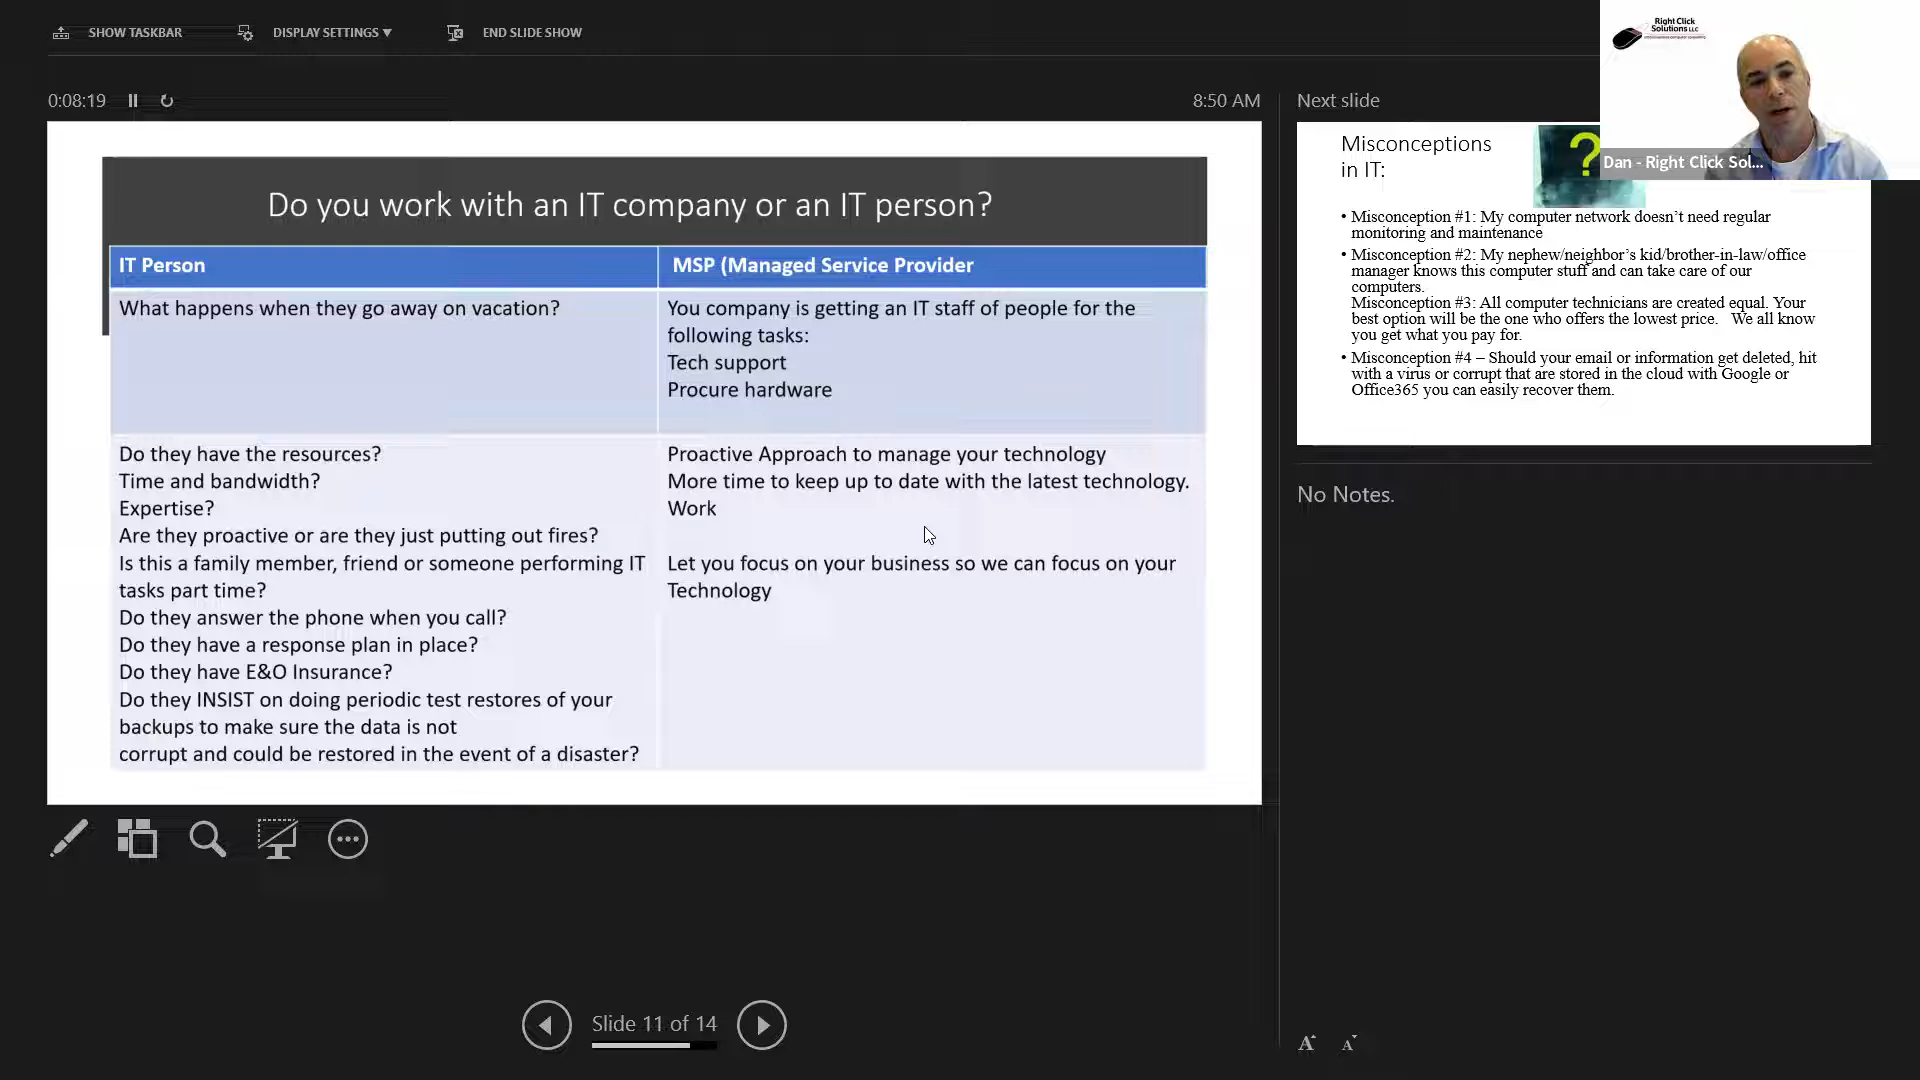 SHOW TASKBAR
DISPLAY SETTINGS ▼
END SLIDE SHOW
0:08:19
8:50 AM
Do you work with an IT company or an IT person?
IT Person
MSP (Managed Service Provider
What happens when they go away on vacation?
You company is getting an IT staff of people for the
following tasks:
Tech support
Procure hardware
Do they have the resources?
Time and bandwidth?
Expertise?
Are they proactive or are they just putting out fires?
Is this a family member, friend or someone performing IT
tasks part time?
Do they answer the phone when you call?
Do they have a response plan in place?
Do they have E&O Insurance?
Do they INSIST on doing periodic test restores of your
backups to make sure the data is not
corrupt and could be restored in the event of a disaster?
Proactive Approach to manage your technology
More time to keep up to date with the latest technology.
Work
Let you focus on your business so we can focus on your
Technology
Slide 11 of 14
Next slide
Misconceptions
in IT:
?
• Misconception #1: My computer network doesn't need regular
monitoring and maintenance
• Misconception #2: My nephew/neighbor's kid/brother-in-law/office
manager knows this computer stuff and can take care of our
computers.
Misconception #3: All computer technicians are created equal. Your
best option will be the one who offers the lowest price. We all know
you get what you pay for.
• Misconception #4 – Should your email or information get deleted, hit
with a virus or corrupt that are stored in the cloud with Google or
Office365 you can easily recover them.
No Notes.
A A
Right Click
Solutions LLC
Dan - Right Click Sol...